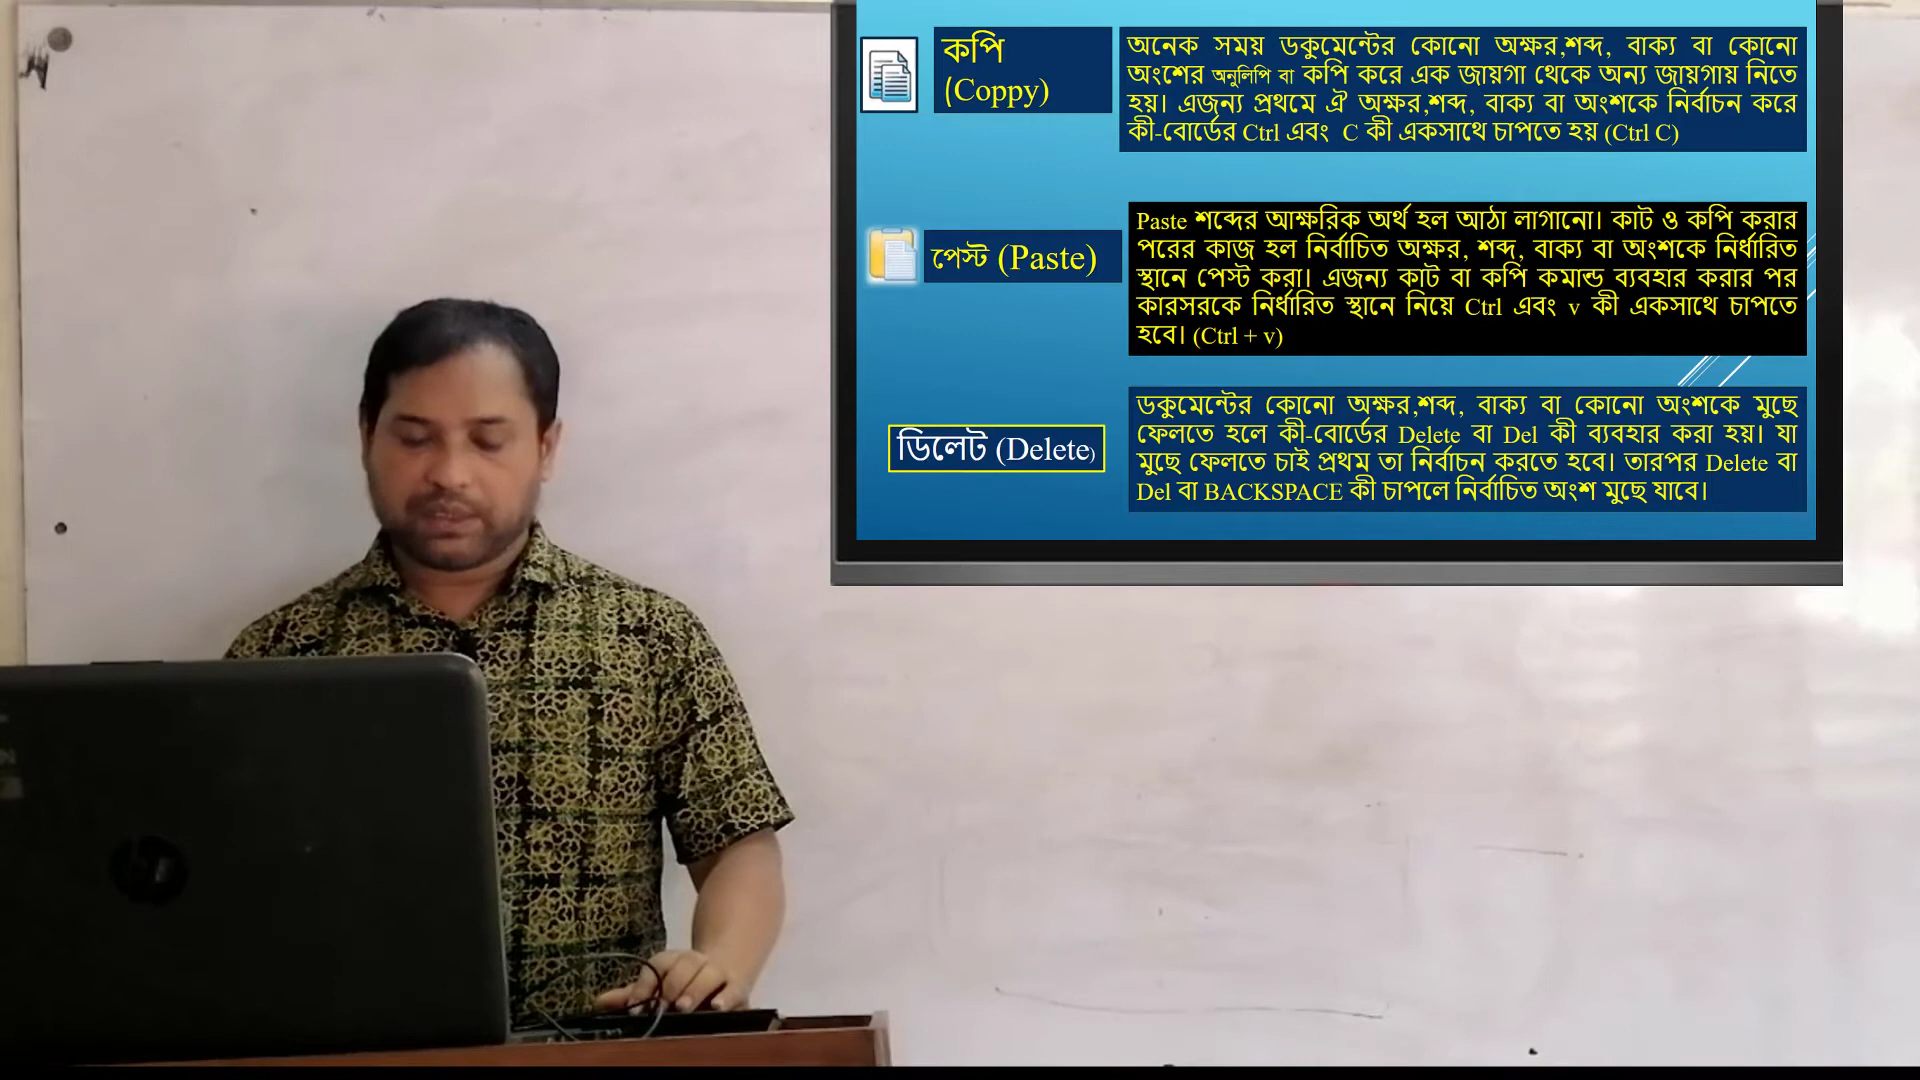 কপি
(Coppy)
অনেক সময় ডকুমেন্টের কোনো অক্ষর,শব্দ, বাক্য বা কোনো
অংশের অনুলিপি বা কপি করে এক জায়গা থেকে অন্য জায়গায় নিতে
হয়। এজন্য প্রথমে ঐ অক্ষর,শব্দ, বাক্য বা অংশকে নির্বাচন করে
কী-বোর্ডের Ctrl এবং C কী একসাথে চাপতে হয় (Ctrl C)
পেস্ট (Paste)
Paste শব্দের আক্ষরিক অর্থ হল আঠা লাগানো। কাট ও কপি করার
পরের কাজ হল নির্বাচিত অক্ষর, শব্দ, বাক্য বা অংশকে নির্ধারিত
স্থানে পেস্ট করা। এজন্য কাট বা কপি কমান্ড ব্যবহার করার পর
কারসরকে নির্ধারিত স্থানে নিয়ে Ctrl এবং v কী একসাথে চাপতে
হবে। (Ctrl + v)
ডিলেট (Delete)
ডকুমেন্টের কোনো অক্ষর,শব্দ, বাক্য বা কোনো অংশকে মুছে
ফেলতে হলে কী-বোর্ডের Delete বা Del কী ব্যবহার করা হয়। যা
মুছে ফেলতে চাই প্রথম তা নির্বাচন করতে হবে। তারপর Delete বা
Del বা BACKSPACE কী চাপলে নির্বাচিত অংশ মুছে যাবে।
hp